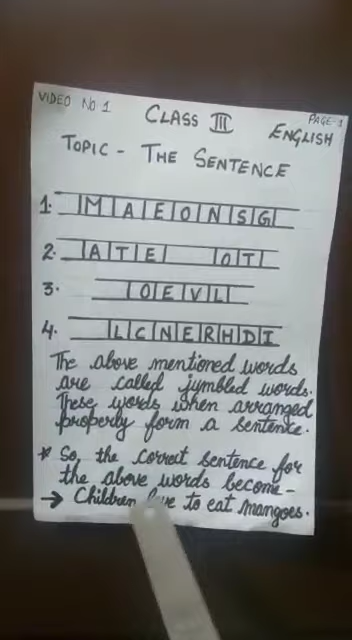 VIDEO No 1 CLASS III ENGLISH PAGE-1
TOPIC - THE SENTENCE
1. M A E O N S G
2. A T E O T
3. O E V L
4. L C N E R H D I
The above mentioned words
are called jumbled words.
These words when arranged
properly form a sentence.
* So, the correct sentence for
the above words become -
→ Children love to eat mangoes.